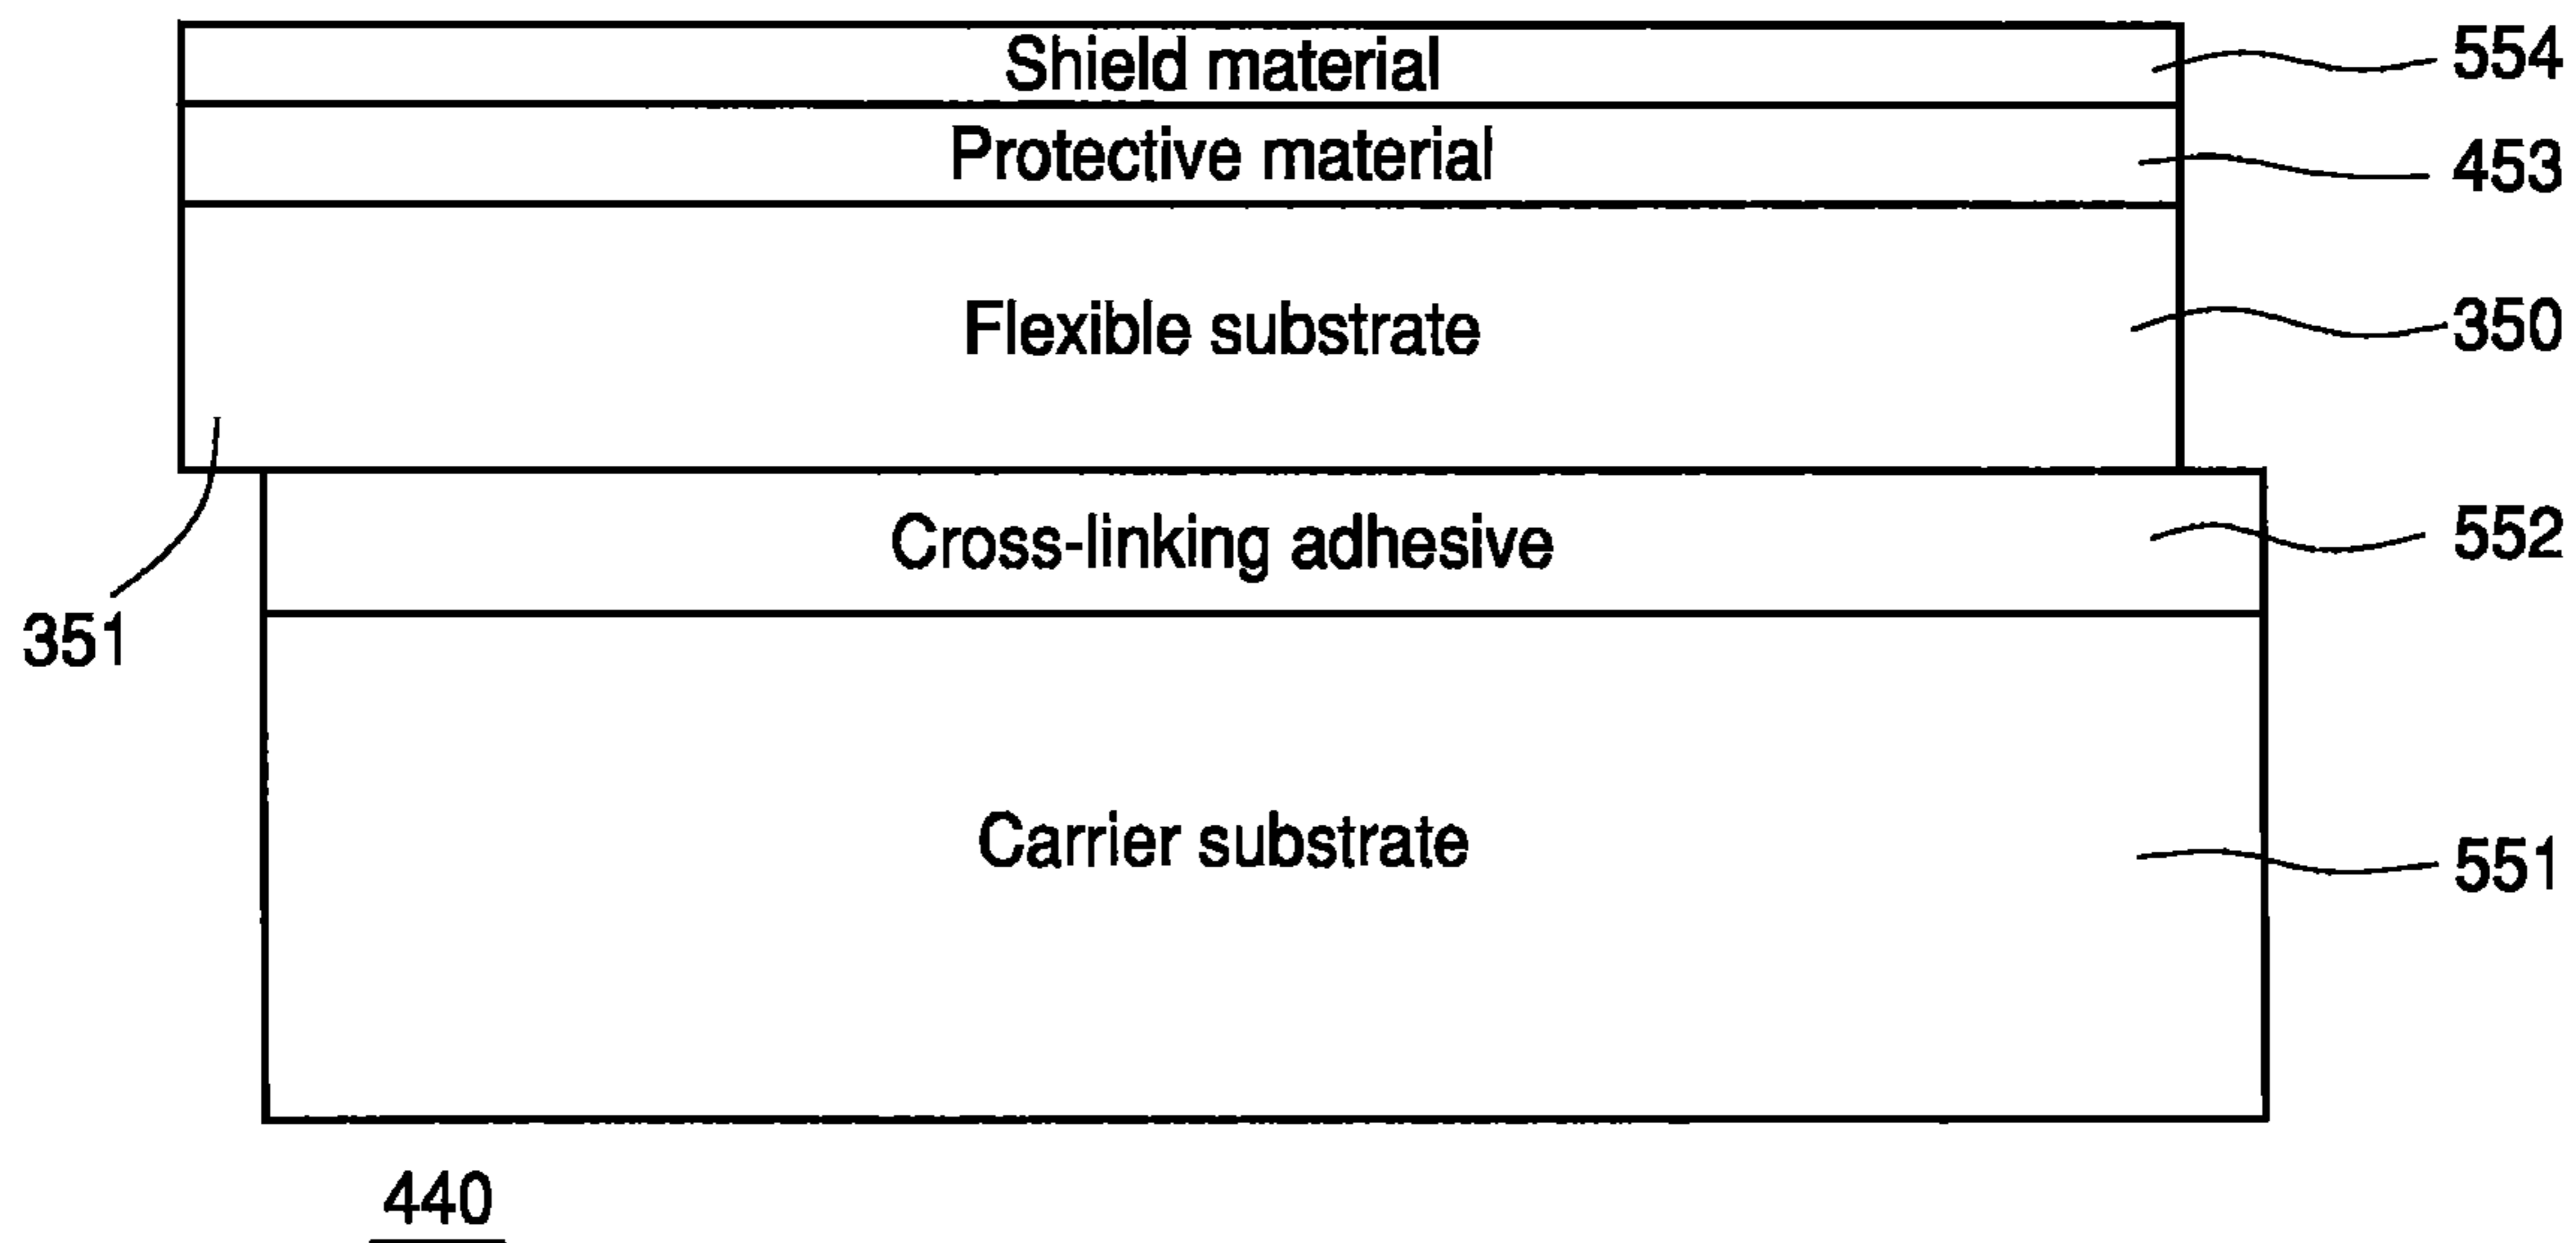 Shield material
554
Protective material
453
Flexible substrate
350
Cross-linking adhesive
552
351
Carrier substrate
551
440